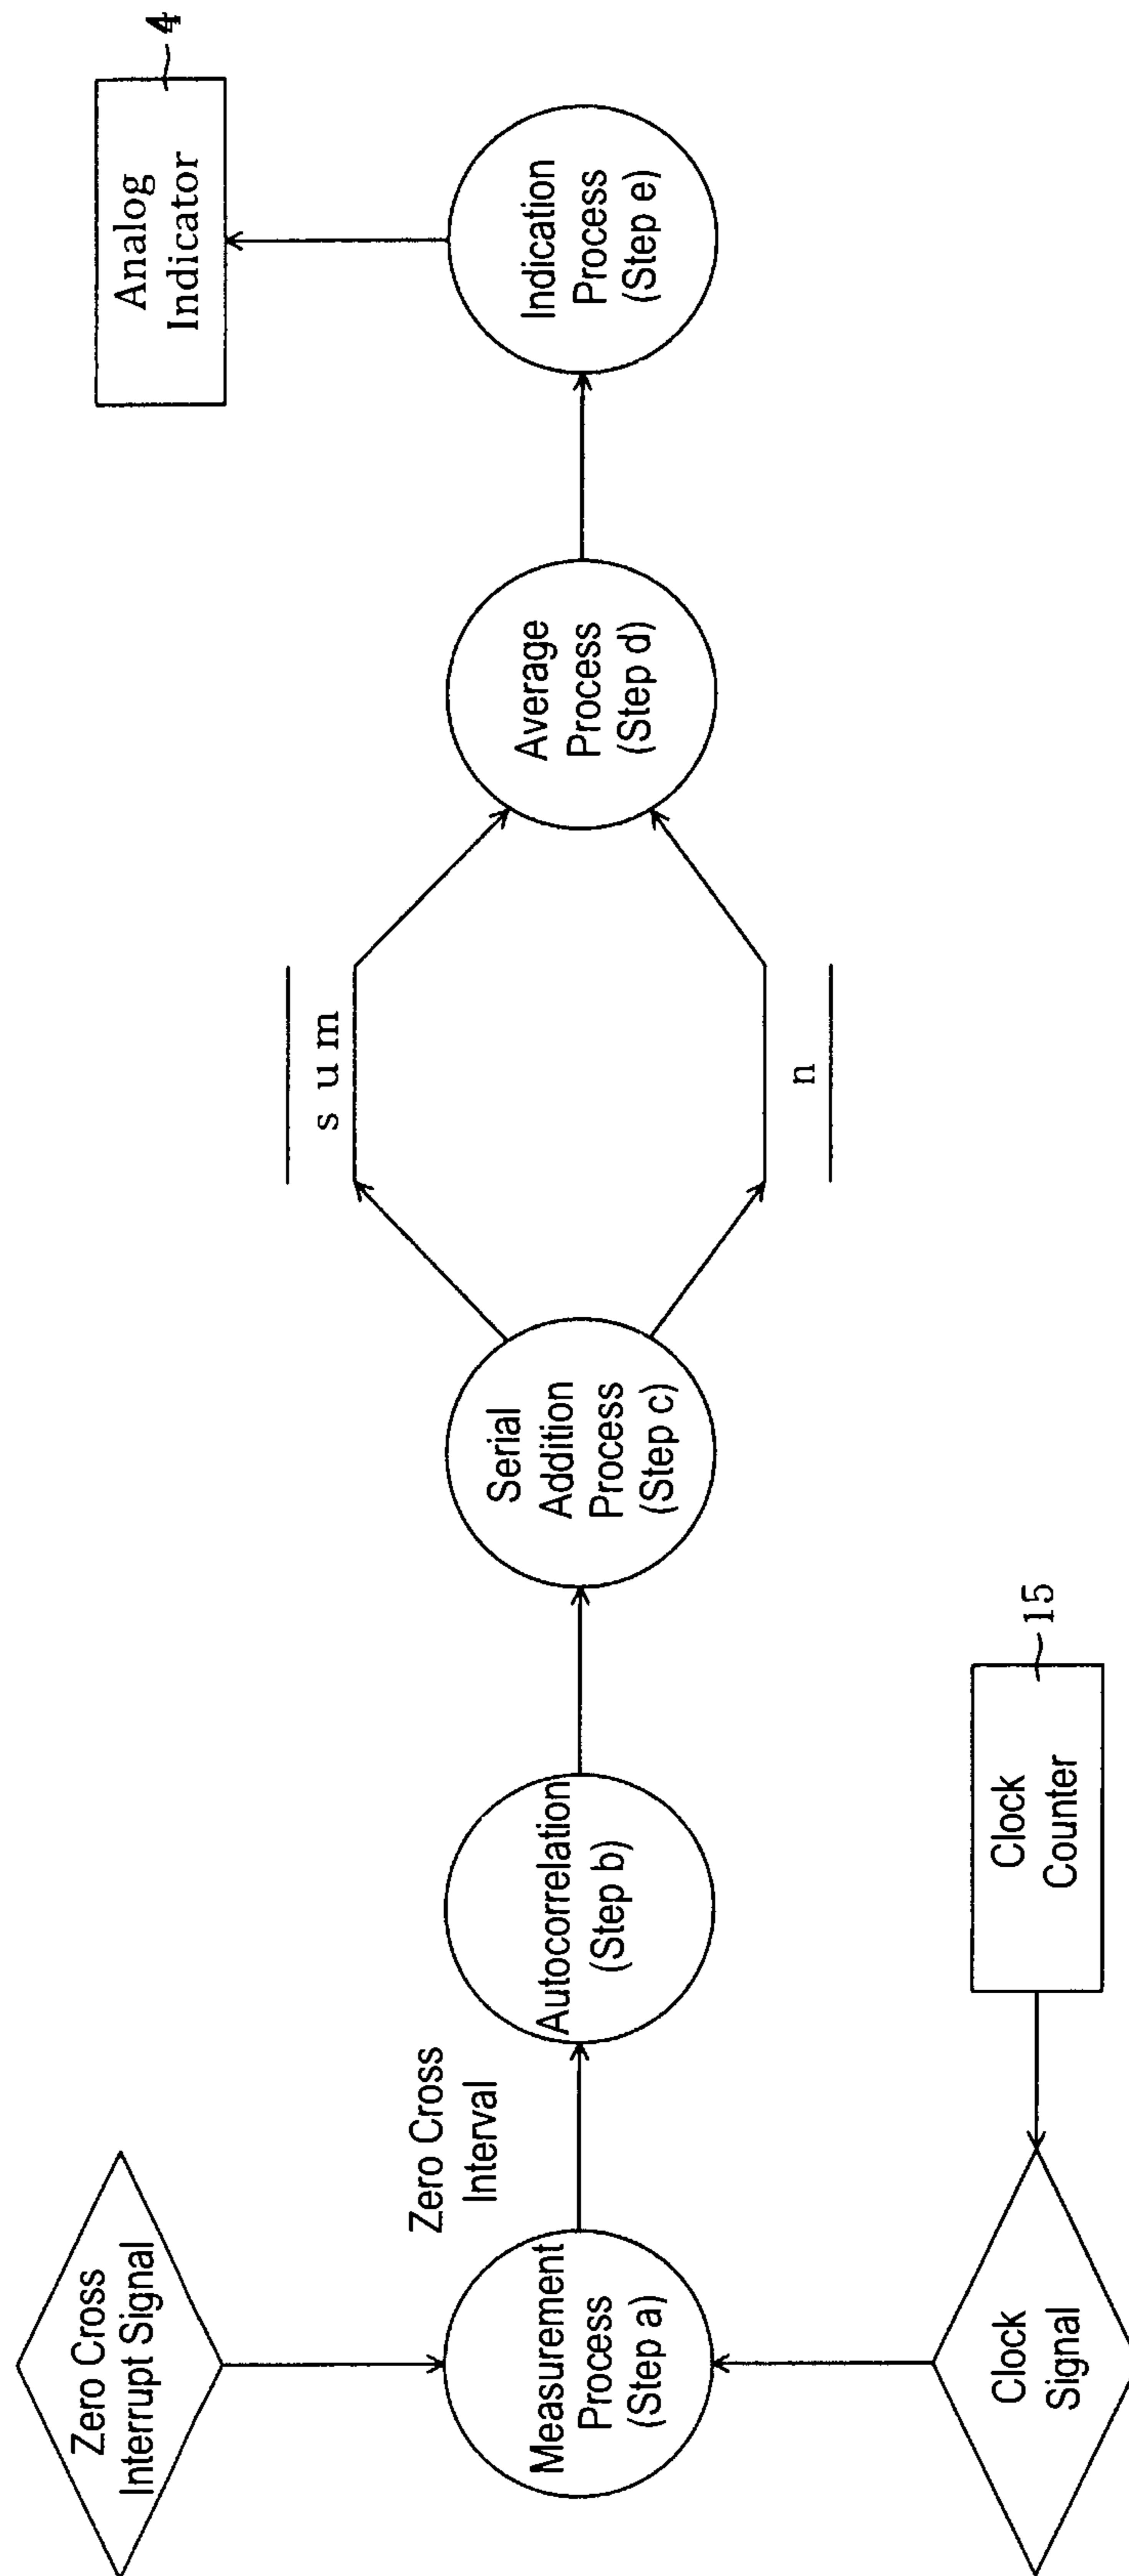 Zero Cross
Interrupt Signal
Measurement
Process
(Step a)
Clock
Signal
Zero Cross
Interval
Autocorrelation
(Step b)
Clock
Counter
15
Serial
Addition
Process
(Step c)
s u m
n
Average
Process
(Step d)
Indication
Process
(Step e)
Analog
Indicator
4